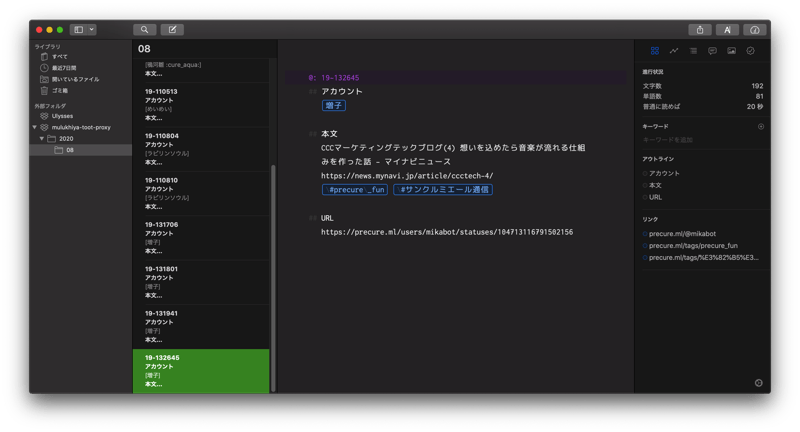 ライブラリ
すべて
最近7日間
開いているファイル
ゴミ箱
外部フォルダ
Ulysses
mulukhiya-toot-proxy
2020
08
08
[鴉河雛 :cure_aqua:]
本文...
19-110513
アカウント
[めいめい]
本文...
19-110804
アカウント
[ラピリンソウル]
本文...
19-110810
アカウント
[ラピリンソウル]
本文...
19-131706
アカウント
[増子]
本文...
19-131801
アカウント
[増子]
本文...
19-131941
アカウント
[増子]
本文...
19-132645
アカウント
[増子]
本文...
0: 19-132645
## アカウント
増子
## 本文
CCCマーケティングテックブログ(4) 想いを込めたら音楽が流れる仕組
みを作った話 - マイナビニュース
https://news.mynavi.jp/article/ccctech-4/
#precure\_fun #サンクルミエール通信
## URL
https://precure.ml/users/mikabot/statuses/104713116791502156
進行状況
文字数 192
単語数 81
普通に読めば 20 秒
キーワード
キーワードを追加
アウトライン
アカウント
本文
URL
リンク
precure.ml/@mikabot
precure.ml/tags/precure_fun
precure.ml/tags/%E3%82%B5%E3...